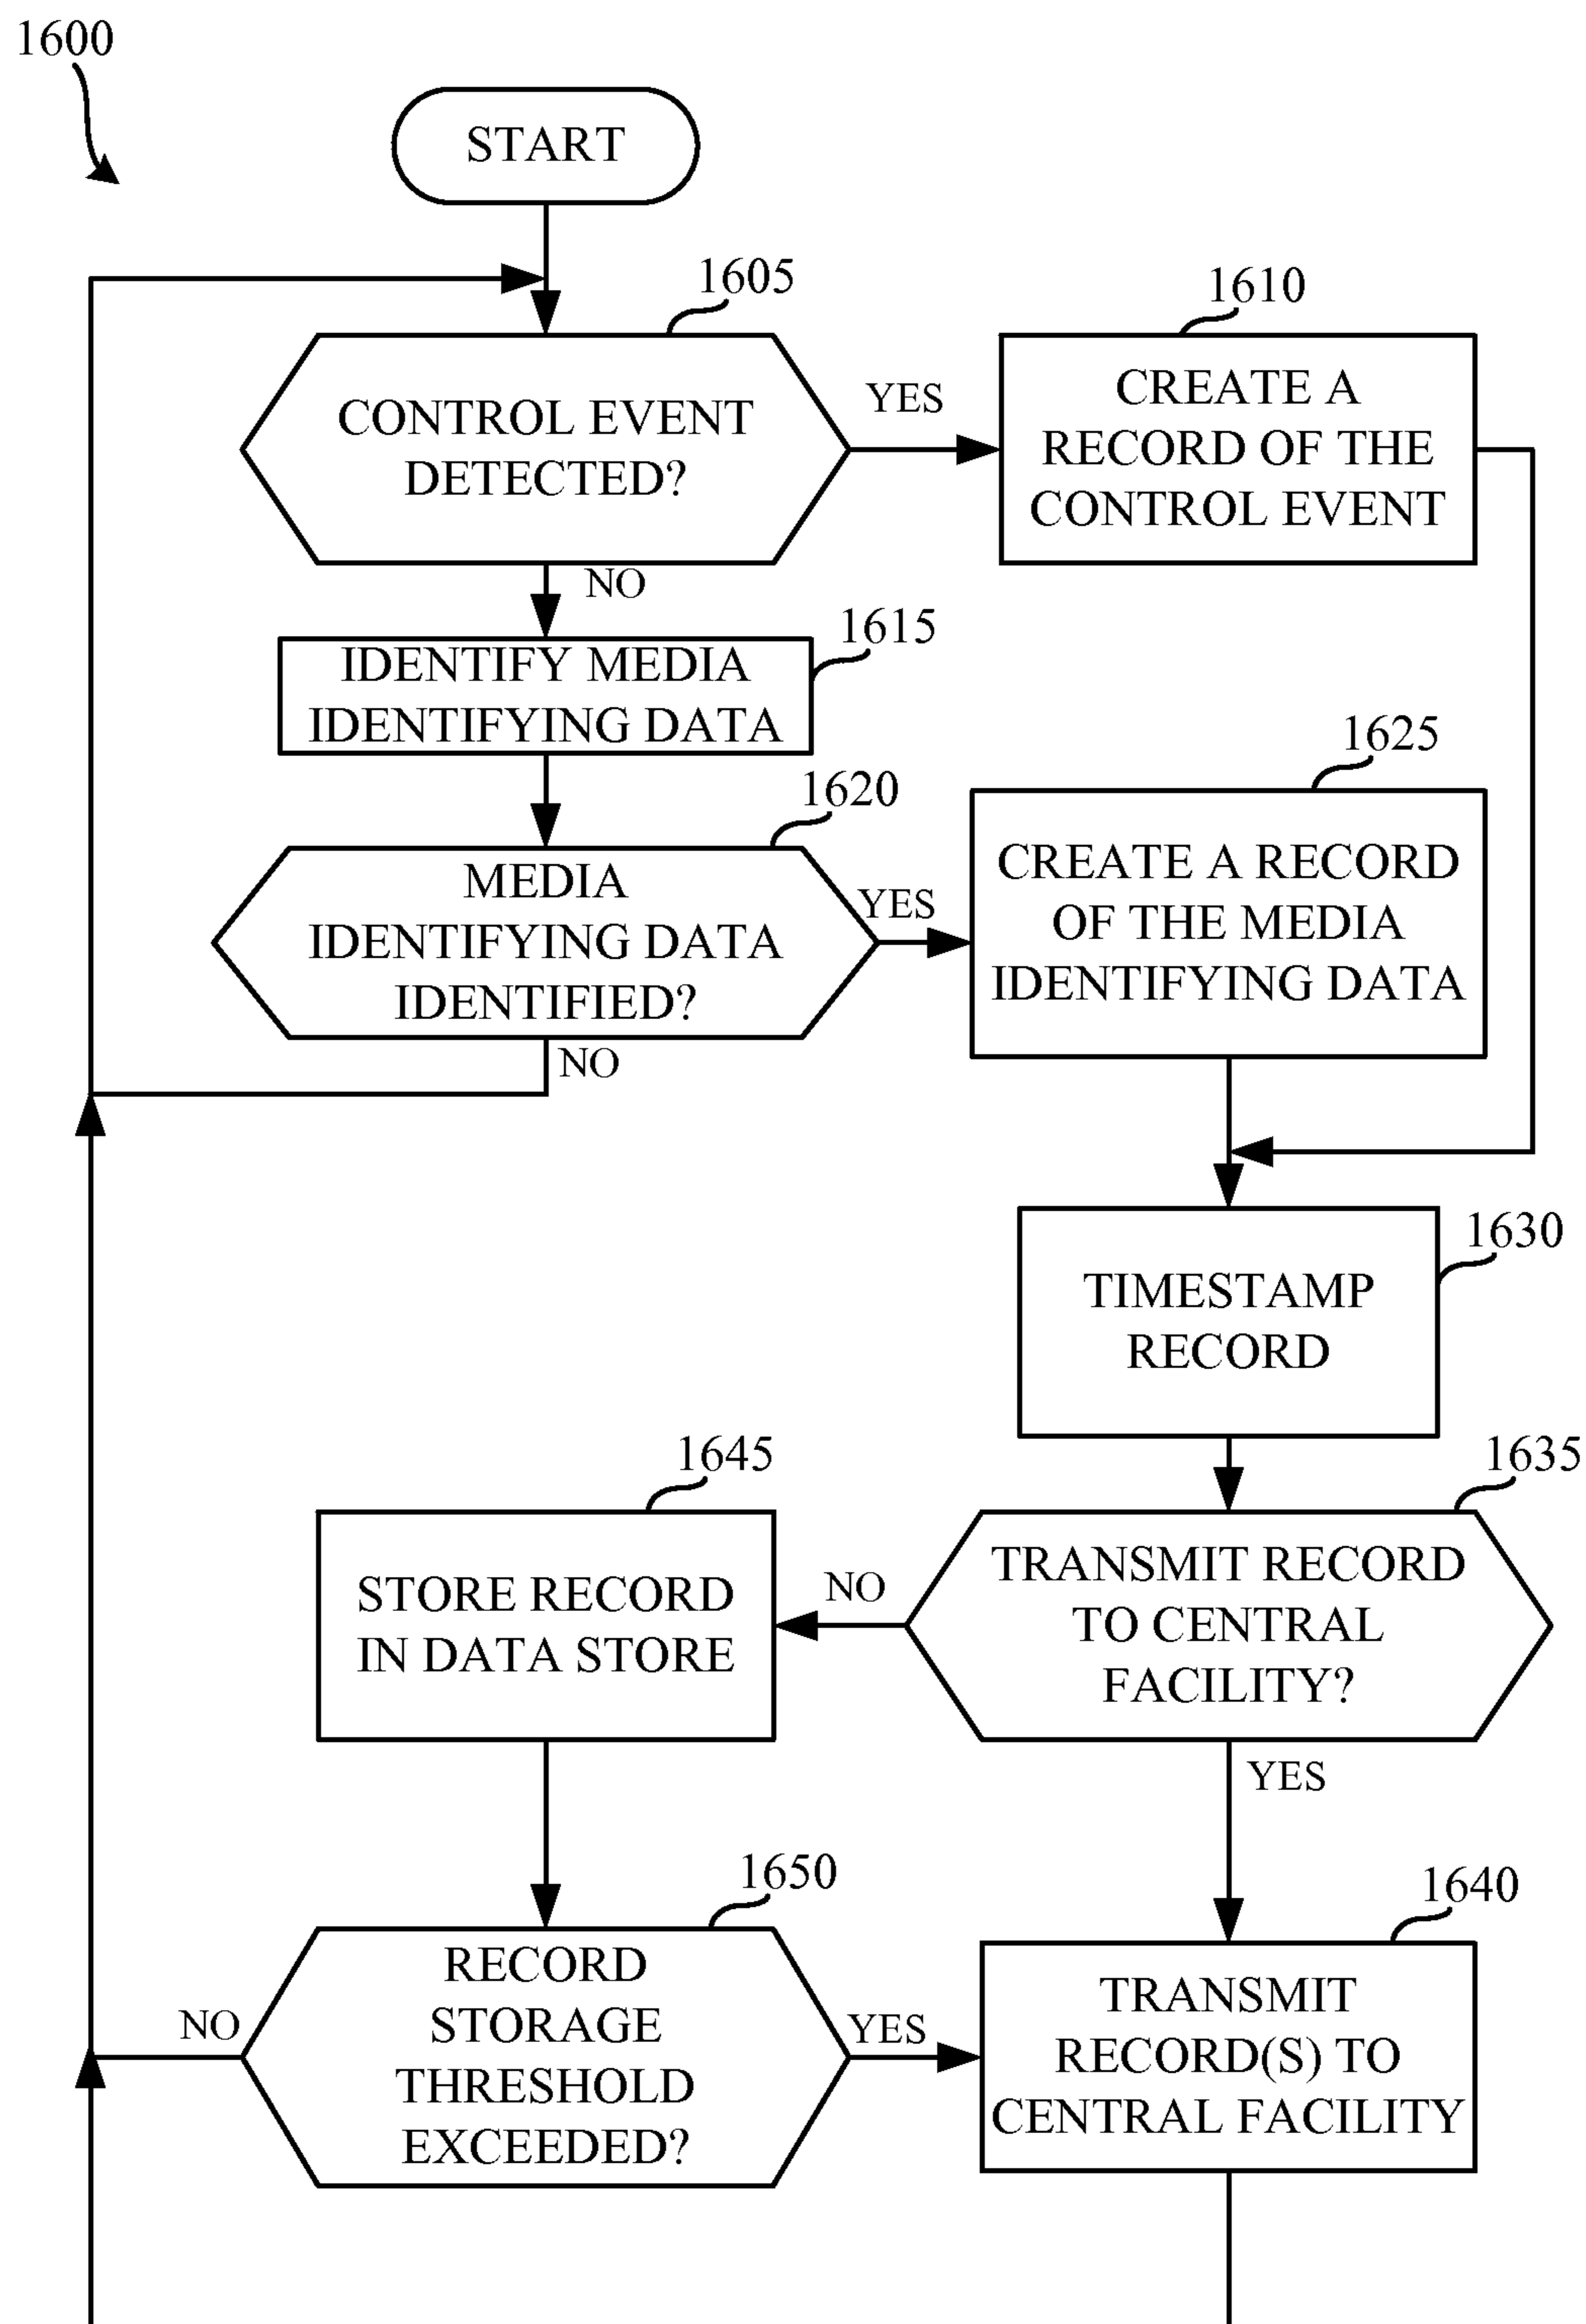 1600
START
1605
CONTROL EVENT
DETECTED?
YES
1610
CREATE A
RECORD OF THE
CONTROL EVENT
NO
1615
IDENTIFY MEDIA
IDENTIFYING DATA
1620
MEDIA
IDENTIFYING DATA
IDENTIFIED?
YES
NO
1625
CREATE A RECORD
OF THE MEDIA
IDENTIFYING DATA
1630
TIMESTAMP
RECORD
1635
TRANSMIT RECORD
TO CENTRAL
FACILITY?
NO
YES
1645
STORE RECORD
IN DATA STORE
1650
RECORD
STORAGE
THRESHOLD
EXCEEDED?
NO
YES
1640
TRANSMIT
RECORD(S) TO
CENTRAL FACILITY